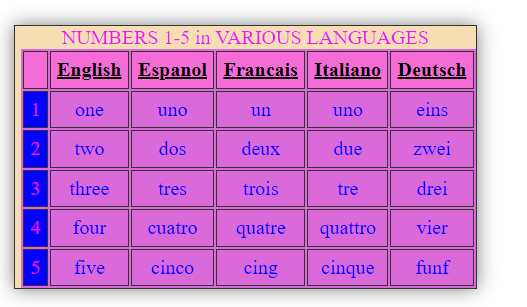 NUMBERS 1-5 in VARIOUS LANGUAGES
English Espanol Francais Italiano Deutsch
1 one uno un uno eins
2 two dos deux due zwei
3 three tres trois tre drei
4 four cuatro quatre quattro vier
5 five cinco cing cinque funf